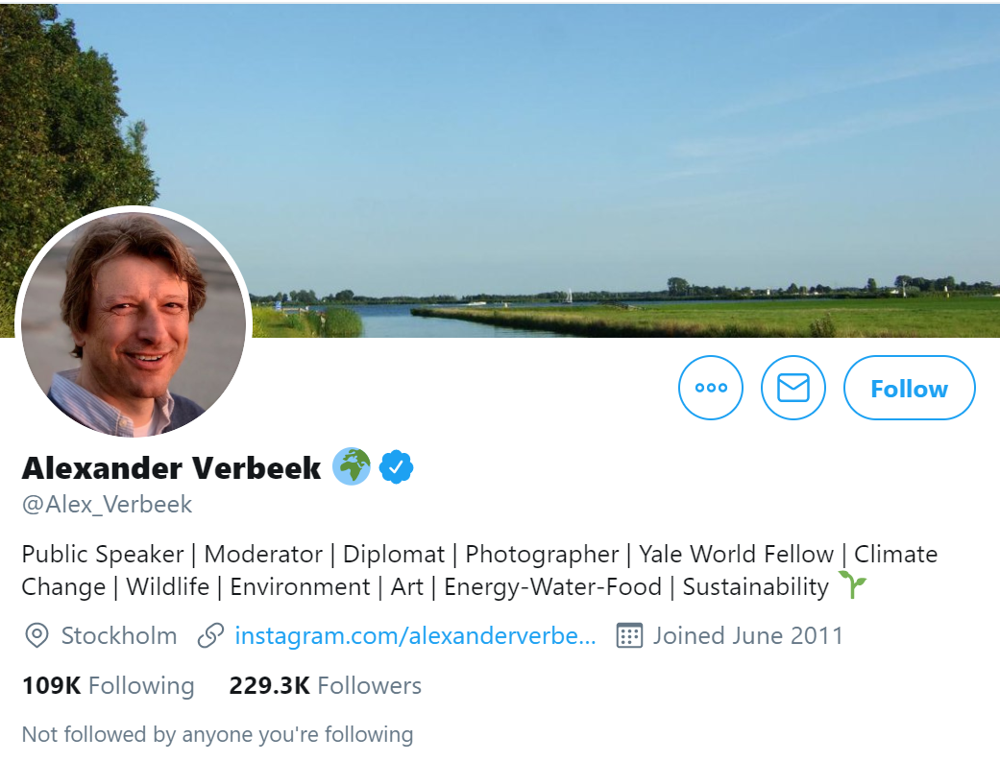 Follow
Alexander Verbeek
@Alex_Verbeek
Public Speaker | Moderator | Diplomat | Photographer | Yale World Fellow | Climate
Change | Wildlife | Environment | Art | Energy-Water-Food | Sustainability
Stockholm instagram.com/alexanderverbe... Joined June 2011
109K Following 229.3K Followers
Not followed by anyone you're following